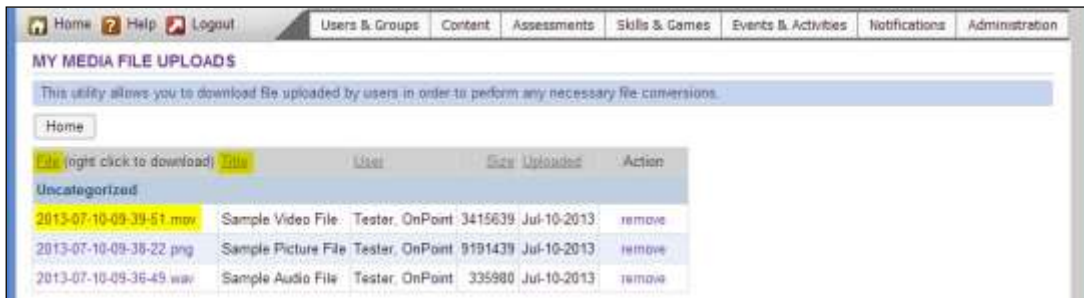 Home Help Logout Users & Groups Content Assessments Skills & Games Events & Activities Notifications Administration
MY MEDIA FILE UPLOADS
This utility allows you to download file uploaded by users in order to perform any necessary file conversions.
Home
File (right click to download) Title User Size Uploaded Action
Uncategorized
2013-07-10-09-39-51.mov Sample Video File Tester, OnPoint 3415639 Jul-10-2013 remove
2013-07-10-09-38-22.png Sample Picture File Tester, OnPoint 9191439 Jul-10-2013 remove
2013-07-10-09-36-49.wav Sample Audio File Tester, OnPoint 335980 Jul-10-2013 remove